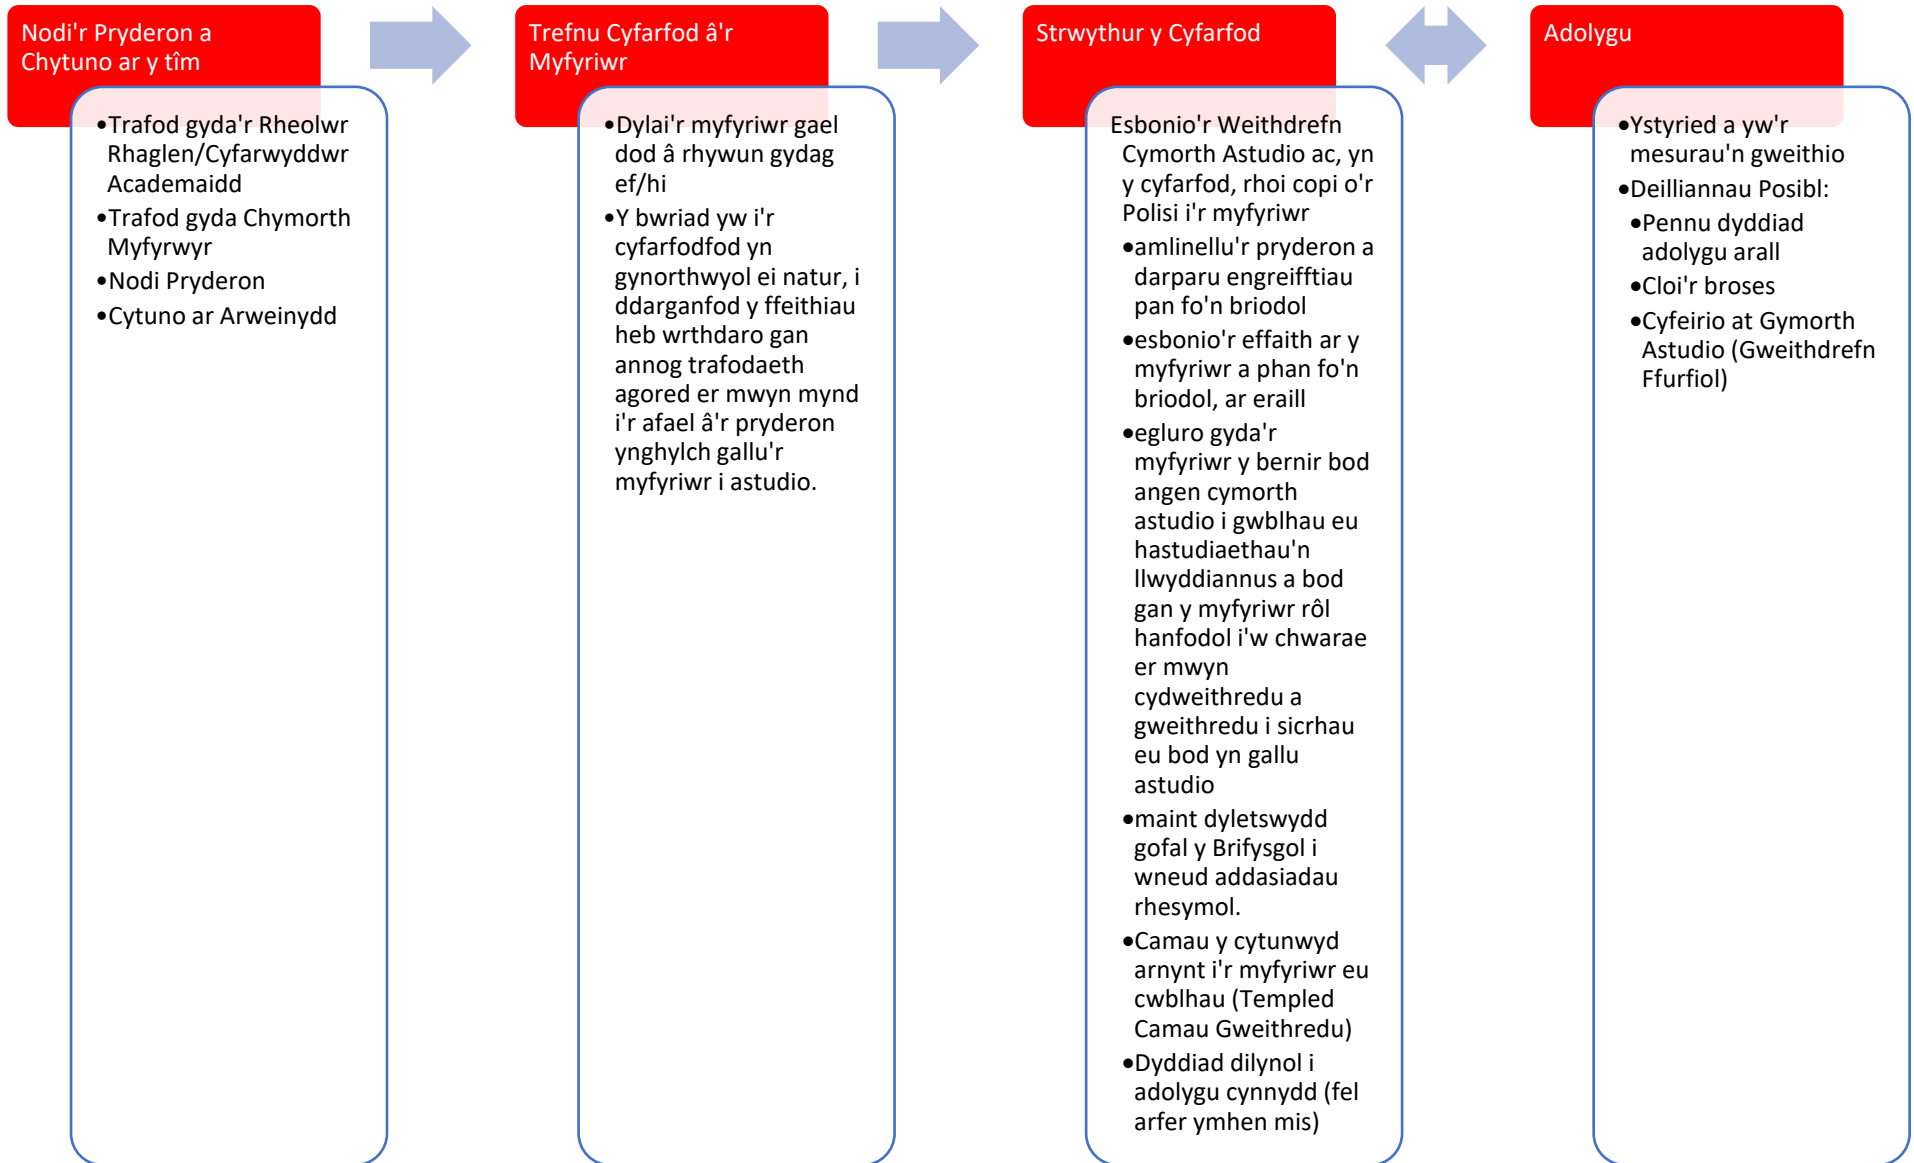 Nodi'r Pryderon a
Chytuno ar y tîm
•Trafod gyda'r Rheolwr
Rhaglen/Cyfarwyddwr
Academaidd
•Trafod gyda Chymorth
Myfyrwyr
•Nodi Pryderon
•Cytuno ar Arweinydd
Trefnu Cyfarfod â'r
Myfyriwr
•Dylai'r myfyriwr gael
dod â rhywun gydag
ef/hi
•Y bwriad yw i'r
cyfarfodfod yn
gynorthwyol ei natur, i
ddarganfod y ffeithiau
heb wrthdaro gan
annog trafodaeth
agored er mwyn mynd
i'r afael â'r pryderon
ynghylch gallu'r
myfyriwr i astudio.
Strwythur y Cyfarfod
Esbonio'r Weithdrefn
Cymorth Astudio ac, yn
y cyfarfod, rhoi copi o'r
Polisi i'r myfyriwr
•amlinellu'r pryderon a
darparu engreifftiau
pan fo'n briodol
•esbonio'r effaith ar y
myfyriwr a phan fo'n
briodol, ar eraill
•egluro gyda'r
myfyriwr y bernir bod
angen cymorth
astudio i gwblhau eu
hastudiaethau'n
llwyddiannus a bod
gan y myfyriwr rôl
hanfodol i'w chwarae
er mwyn
cydweithredu a
gweithredu i sicrhau
eu bod yn gallu
astudio
•maint dyletswydd
gofal y Brifysgol i
wneud addasiadau
rhesymol.
•Camau y cytunwyd
arnynt i'r myfyriwr eu
cwblhau (Templed
Camau Gweithredu)
•Dyddiad dilynol i
adolygu cynnydd (fel
arfer ymhen mis)
Adolygu
•Ystyried a yw'r
mesurau'n gweithio
•Deilliannau Posibl:
•Pennu dyddiad
adolygu arall
•Cloi'r broses
•Cyfeirio at Gymorth
Astudio (Gweithdrefn
Ffurfiol)